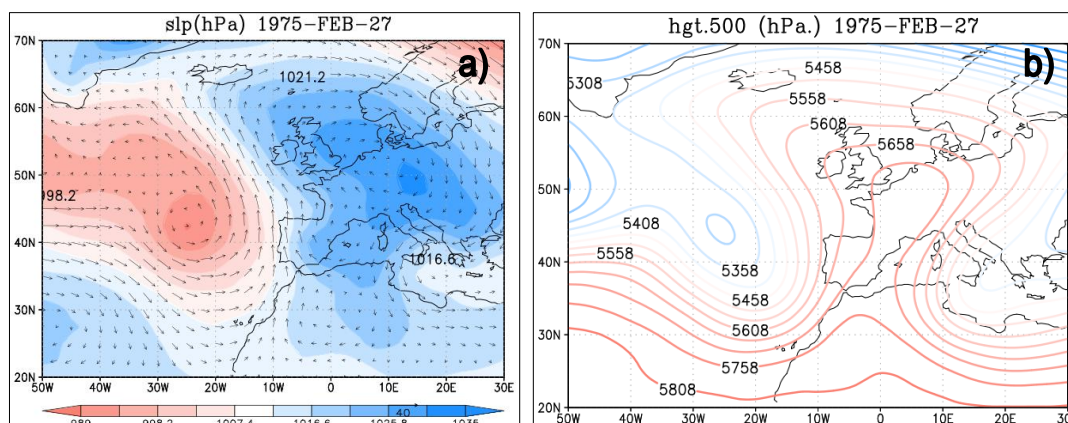 slp(hPa) 1975-FEB-27
a)
70N
60N
50N
40N
30N
20N
1021.2
998.2
1016.6
50W 40W 30W 20W 10W 0 10E 20E 30E
40
989 998.2 1007.4 1016.6 1025.8 1035
hgt.500 (hPa.) 1975-FEB-27
b)
70N
60N
50N
40N
30N
20N
5308
5458
5558
5608
5658
5408
5558
5358
5458
5608
5758
5808
50W 40W 30W 20W 10W 0 10E 20E 30